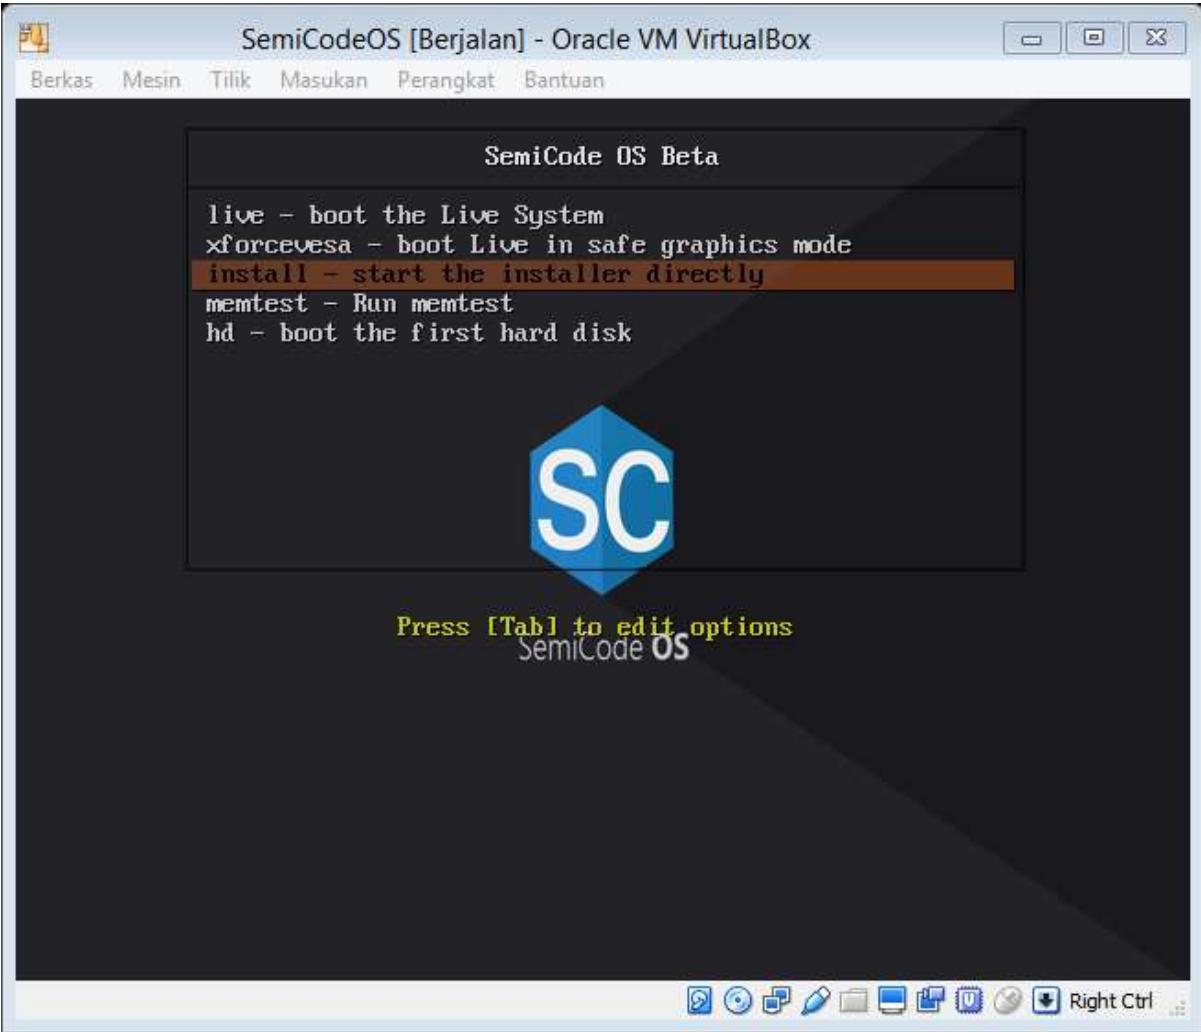 SemiCodeOS [Berjalan] - Oracle VM VirtualBox
Berkas Mesin Tilik Masukan Perangkat Bantuan
SemiCode OS Beta
live - boot the Live System
xforcevesa - boot Live in safe graphics mode
install - start the installer directly
memtest - Run memtest
hd - boot the first hard disk
SC
Press [Tab] to edit options
SemiCode OS
Right Ctrl